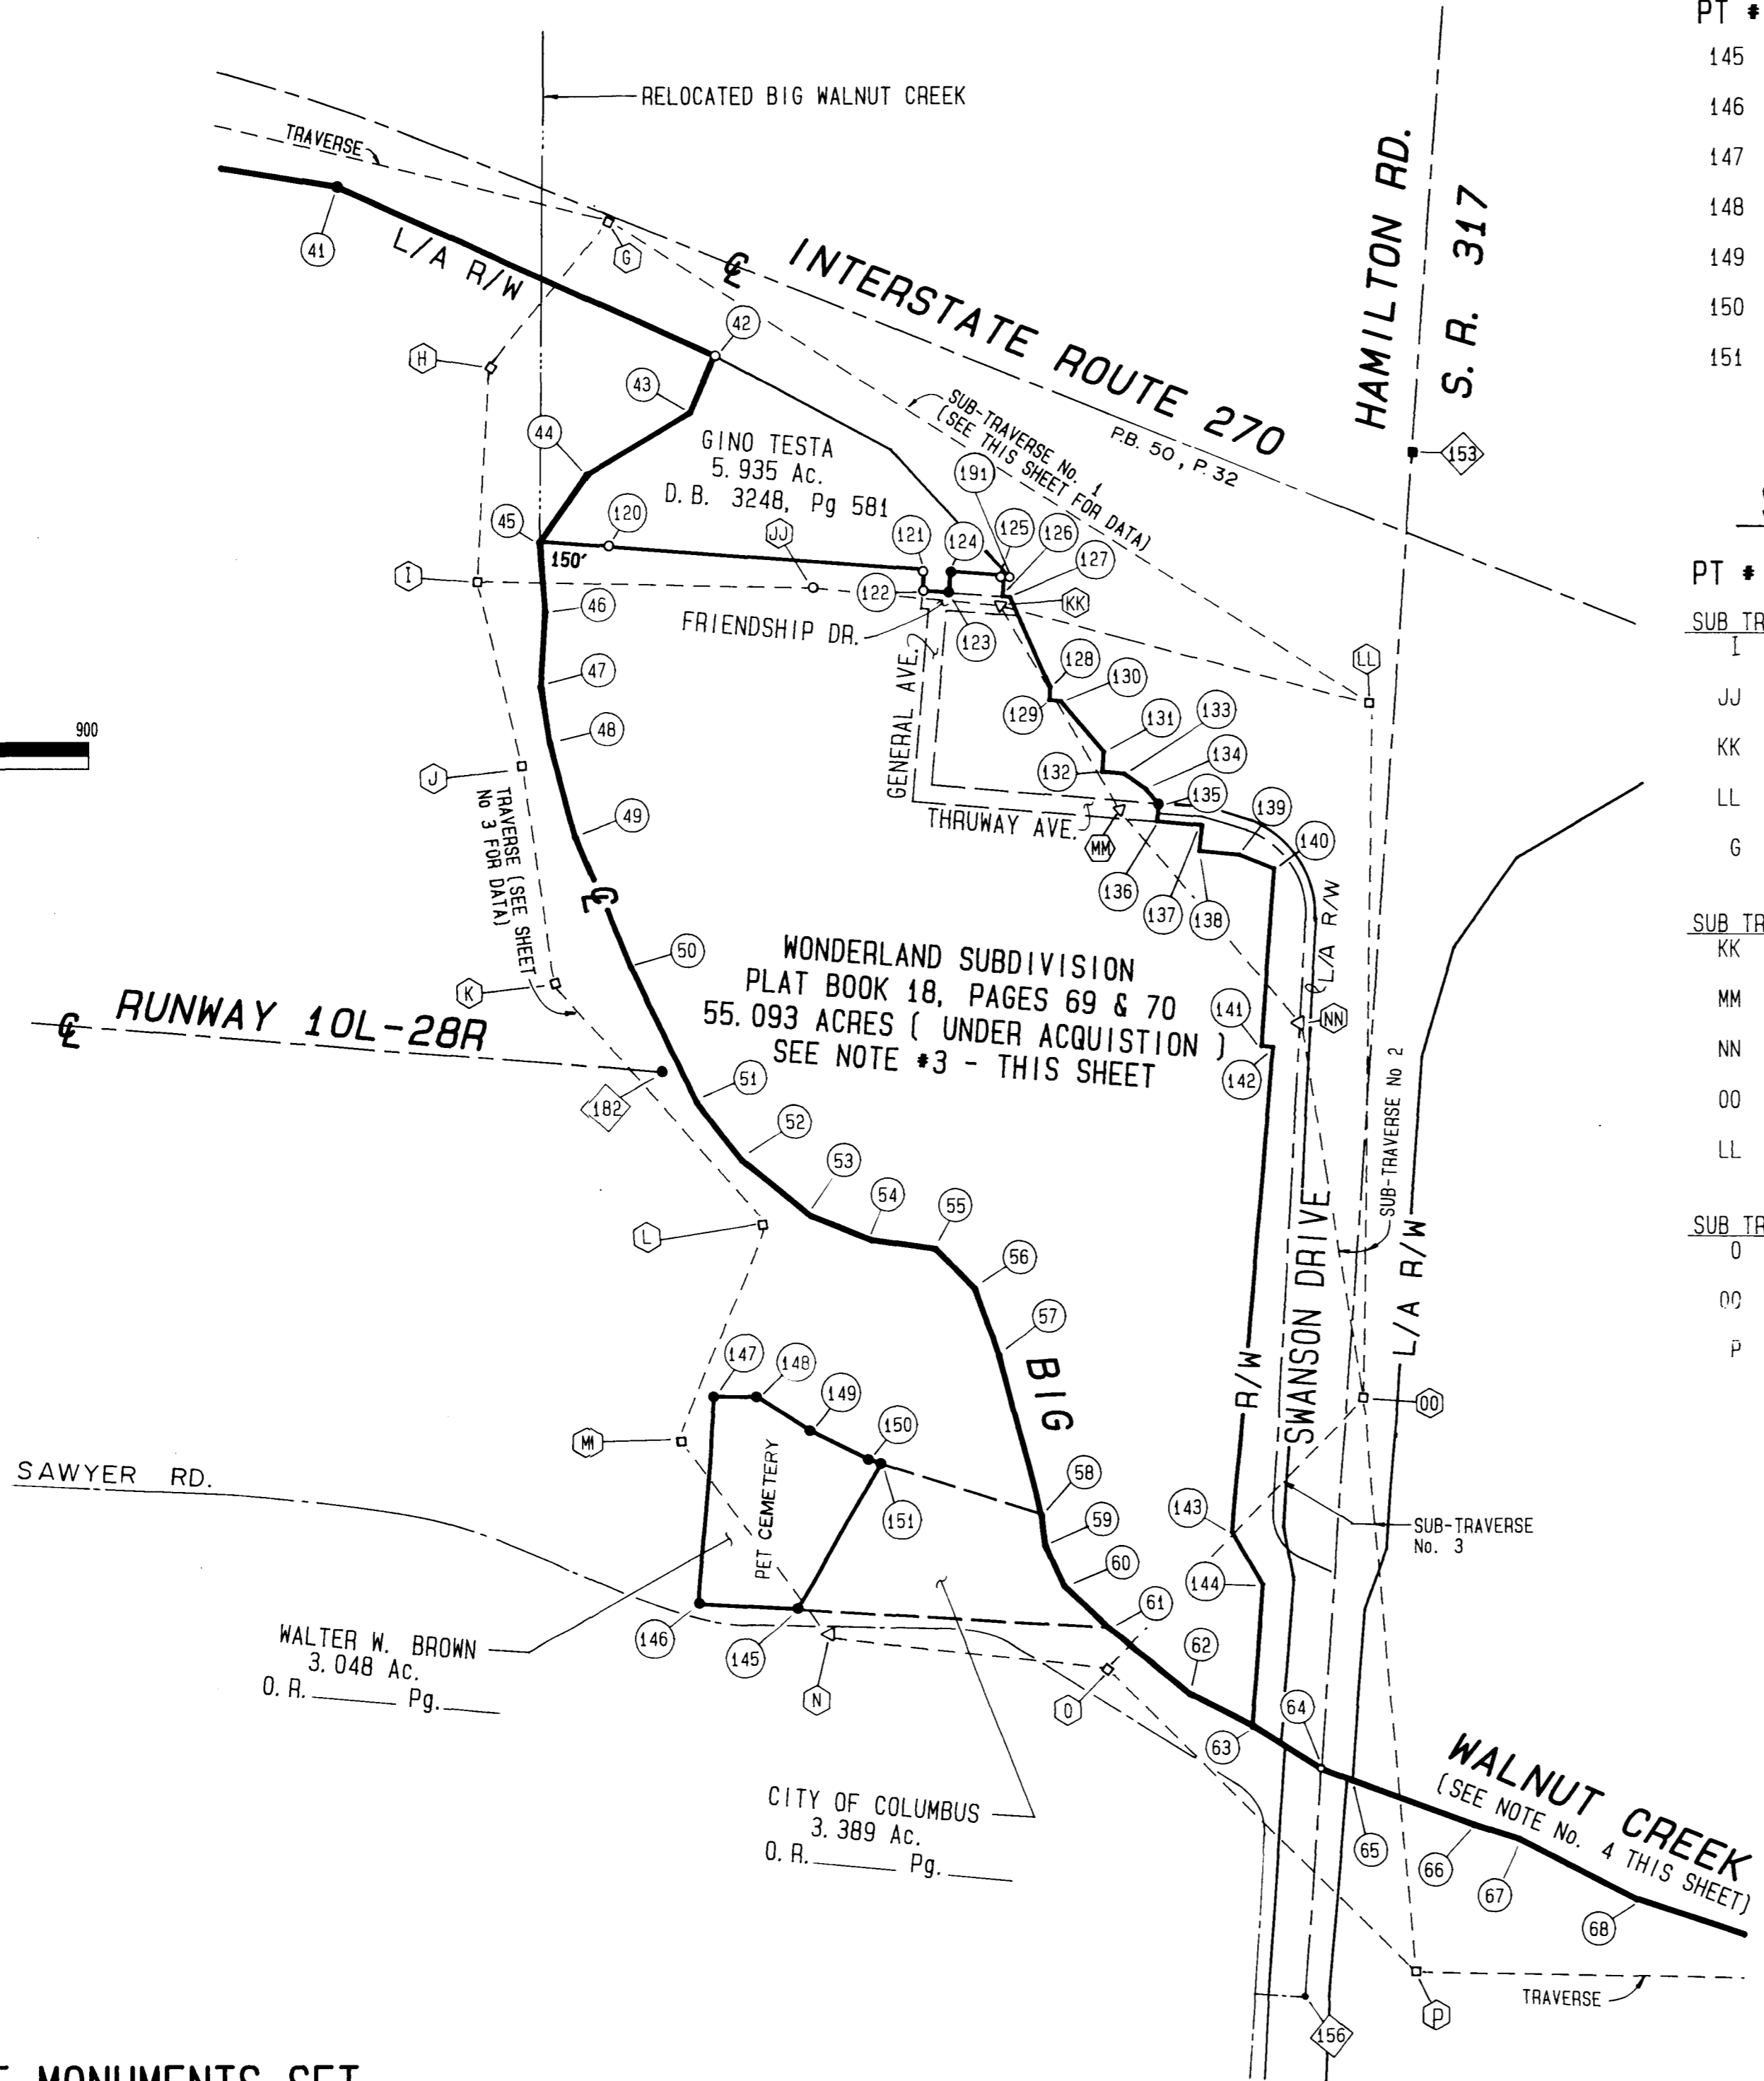 PT #
145
146
147
148
149
150
151
PT #
SUB TR
I
JJ
KK
LL
G
SUB TR
KK
MM
NN
OO
LL
SUB TR
O
OO
P
RELOCATED BIG WALNUT CREEK
TRAVERSE
41
L/A R/W
G
℄ INTERSTATE ROUTE 270
P.B. 50, P. 32
HAMILTON RD.
S. R. 317
42
H
43
44
SUB-TRAVERSE No. 1
(SEE THIS SHEET FOR DATA)
153
GINO TESTA
5.935 Ac.
D.B. 3248, Pg 581
191
45
120
JJ
121
124
125
126
127
150'
I
122
KK
46
FRIENDSHIP DR.
123
LL
128
47
130
GENERAL AVE.
129
131
133
48
900
J
132
134
TRAVERSE (SEE SHEET
No 3 FOR DATA)
135
139
49
THRUWAY AVE.
MM
140
℄
136
137
138
L/A R/W
50
WONDERLAND SUBDIVISION
PLAT BOOK 18, PAGES 69 & 70
55.093 ACRES ( UNDER ACQUISTION )
SEE NOTE #3 - THIS SHEET
K
℄ RUNWAY 10L-28R
141
NN
142
51
182
SUB-TRAVERSE No 2
52
53
54
55
L
56
SWANSON DRIVE
L/A R/W
57
BIG
R/W
147
148
149
OO
150
M
PET CEMETERY
58
SAWYER RD.
151
143
59
SUB-TRAVERSE
No. 3
60
144
61
146
145
WALTER W. BROWN
3.048 Ac.
O.R. Pg.
62
N
O
64
63
WALNUT CREEK
(SEE NOTE No. 4 THIS SHEET)
CITY OF COLUMBUS
3.389 Ac.
O.R. Pg.
65
66
67
68
TRAVERSE
P
156
MONUMENTS SET